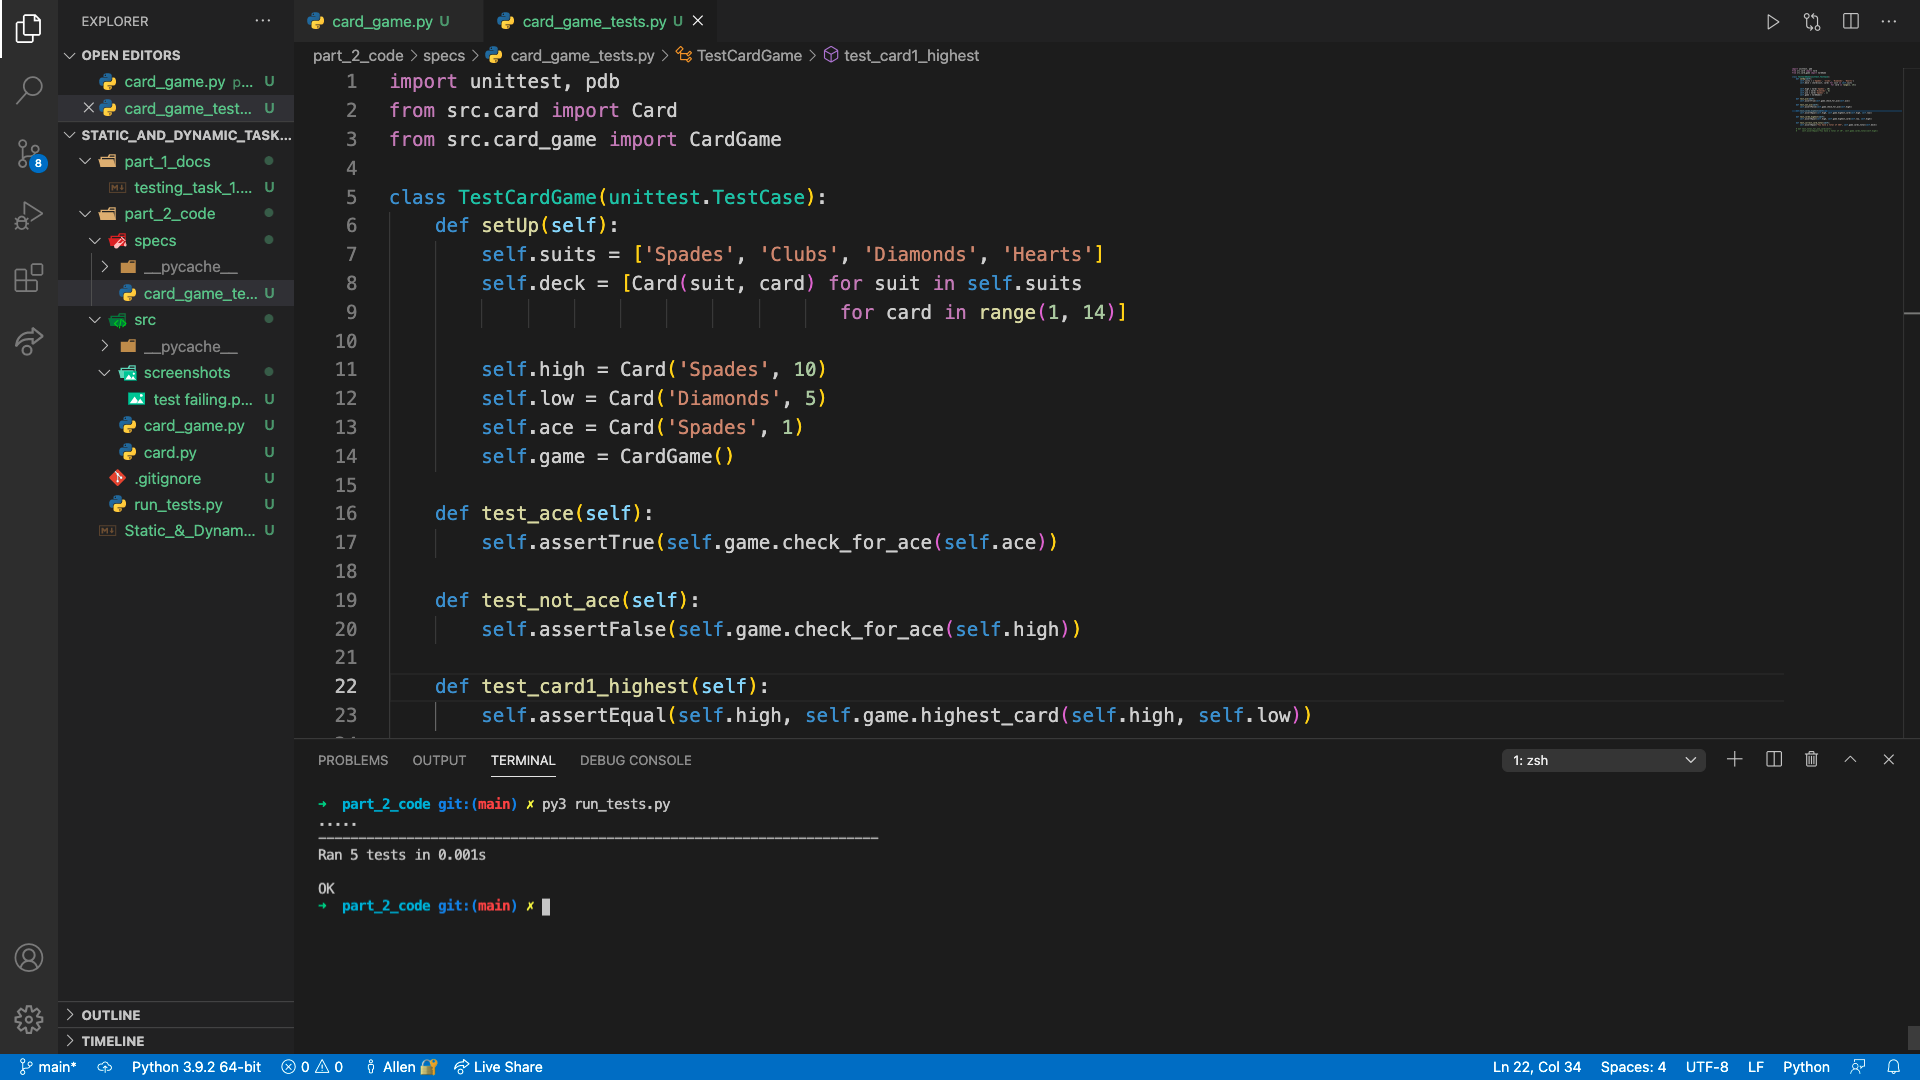 EXPLORER
OPEN EDITORS
card_game.py p... U
card_game_test... U
STATIC_AND_DYNAMIC_TASK...
part_1_docs
testing_task_1.... U
part_2_code
specs
__pycache__
card_game_te... U
src
__pycache__
screenshots
test failing.p... U
card_game.py U
card.py U
.gitignore U
run_tests.py U
Static_&_Dynam... U
OUTLINE
TIMELINE
8
card_game.py U
card_game_tests.py U
part_2_code > specs > card_game_tests.py > TestCardGame > test_card1_highest
1 import unittest, pdb
2 from src.card import Card
3 from src.card_game import CardGame
4
5 class TestCardGame(unittest.TestCase):
6 def setUp(self):
7 self.suits = ['Spades', 'Clubs', 'Diamonds', 'Hearts']
8 self.deck = [Card(suit, card) for suit in self.suits
9 for card in range(1, 14)]
10
11 self.high = Card('Spades', 10)
12 self.low = Card('Diamonds', 5)
13 self.ace = Card('Spades', 1)
14 self.game = CardGame()
15
16 def test_ace(self):
17 self.assertTrue(self.game.check_for_ace(self.ace))
18
19 def test_not_ace(self):
20 self.assertFalse(self.game.check_for_ace(self.high))
21
22 def test_card1_highest(self):
23 self.assertEqual(self.high, self.game.highest_card(self.high, self.low))
PROBLEMS OUTPUT TERMINAL DEBUG CONSOLE
1: zsh
➜ part_2_code git:(main) ✗ py3 run_tests.py
.....
----------------------------------------------------------------------
Ran 5 tests in 0.001s
OK
➜ part_2_code git:(main) ✗
main* Python 3.9.2 64-bit 0 0 Allen Live Share Ln 22, Col 34 Spaces: 4 UTF-8 LF Python